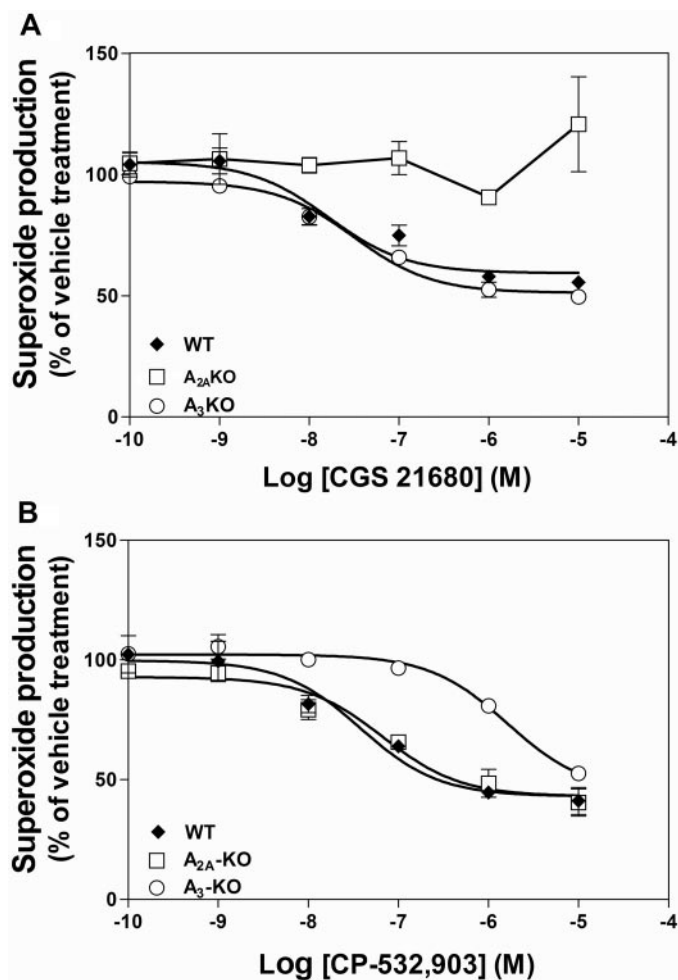 A
Superoxide production
(% of vehicle treatment)
150
100
50
0
WT
A2AKO
A3KO
-10 -9 -8 -7 -6 -5 -4
Log [CGS 21680] (M)
B
Superoxide production
(% of vehicle treatment)
150
100
50
0
WT
A2A-KO
A3-KO
-10 -9 -8 -7 -6 -5 -4
Log [CP-532,903] (M)